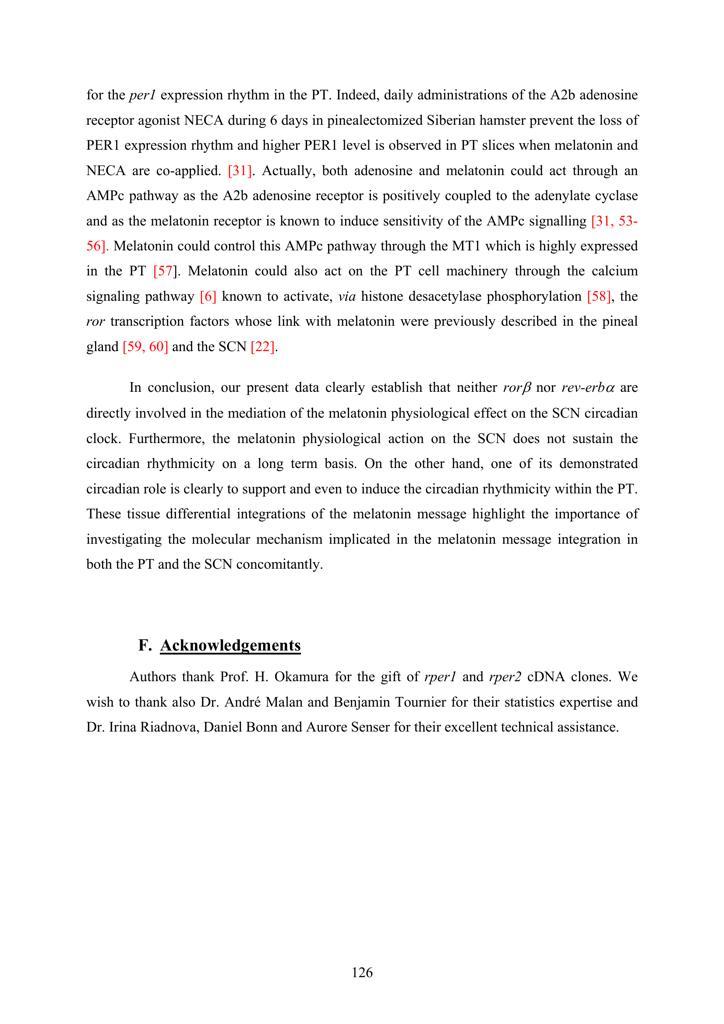 for the per1 expression rhythm in the PT. Indeed, daily administrations of the A2b adenosine
receptor agonist NECA during 6 days in pinealectomized Siberian hamster prevent the loss of
PER1 expression rhythm and higher PER1 level is observed in PT slices when melatonin and
NECA are co-applied. [31]. Actually, both adenosine and melatonin could act through an
AMPc pathway as the A2b adenosine receptor is positively coupled to the adenylate cyclase
and as the melatonin receptor is known to induce sensitivity of the AMPc signalling [31, 53-
56]. Melatonin could control this AMPc pathway through the MT1 which is highly expressed
in the PT [57]. Melatonin could also act on the PT cell machinery through the calcium
signaling pathway [6] known to activate, via histone desacetylase phosphorylation [58], the
ror transcription factors whose link with melatonin were previously described in the pineal
gland [59, 60] and the SCN [22].
In conclusion, our present data clearly establish that neither rorβ nor rev-erbα are
directly involved in the mediation of the melatonin physiological effect on the SCN circadian
clock. Furthermore, the melatonin physiological action on the SCN does not sustain the
circadian rhythmicity on a long term basis. On the other hand, one of its demonstrated
circadian role is clearly to support and even to induce the circadian rhythmicity within the PT.
These tissue differential integrations of the melatonin message highlight the importance of
investigating the molecular mechanism implicated in the melatonin message integration in
both the PT and the SCN concomitantly.
F. Acknowledgements
Authors thank Prof. H. Okamura for the gift of rper1 and rper2 cDNA clones. We
wish to thank also Dr. André Malan and Benjamin Tournier for their statistics expertise and
Dr. Irina Riadnova, Daniel Bonn and Aurore Senser for their excellent technical assistance.
126